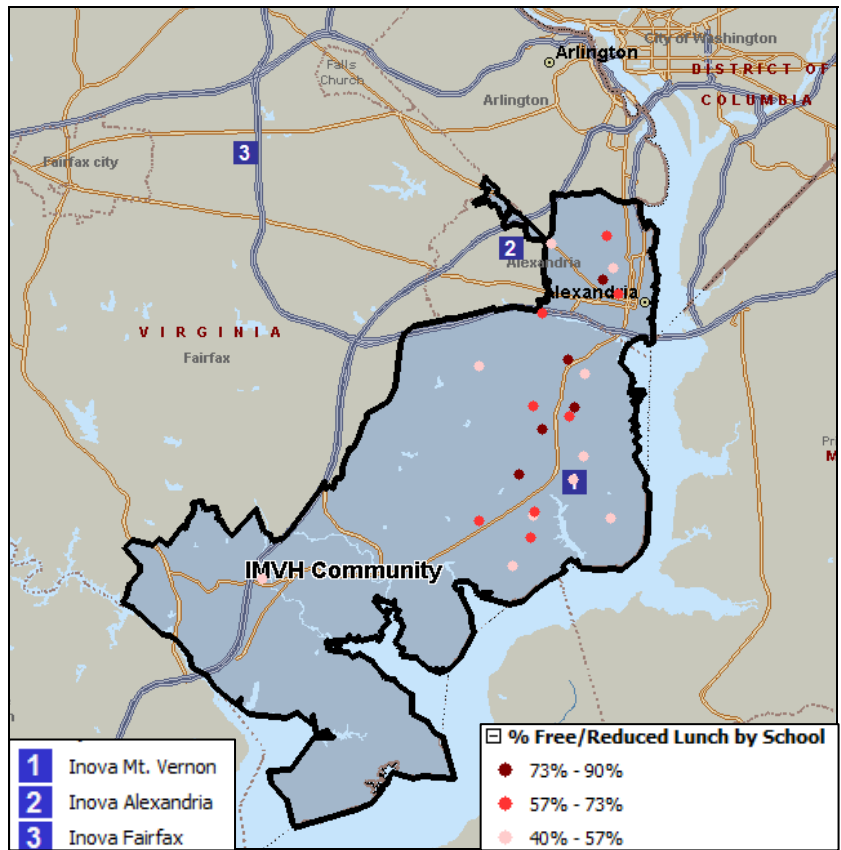 City of Washington
Arlington
Falls
Church
DISTRICT OF
COLUMBIA
Arlington
3
Fairfax city
2
Alexandria
Alexandria
VIRGINIA
Fairfax
Pr
M
1
IMVH Community
1 Inova Mt. Vernon
2 Inova Alexandria
3 Inova Fairfax
% Free/Reduced Lunch by School
73% - 90%
57% - 73%
40% - 57%